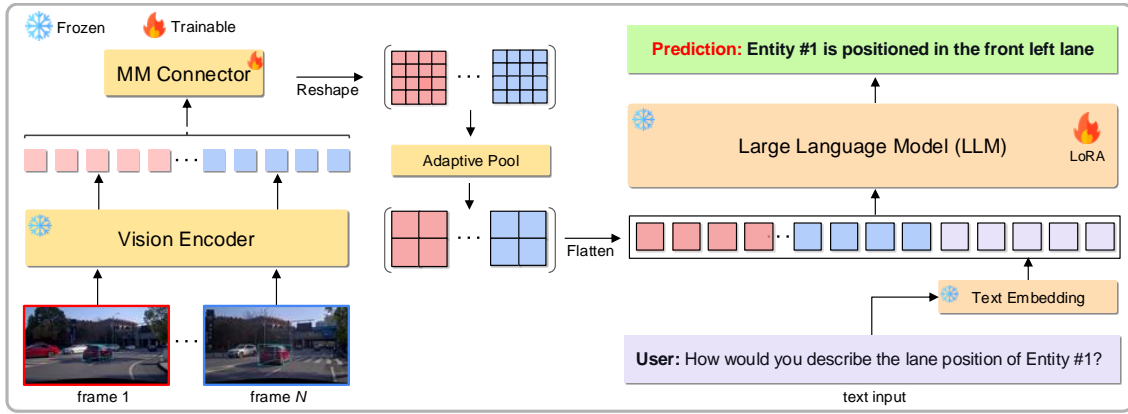 Frozen
Trainable
MM Connector
Reshape
Adaptive Pool
Flatten
Vision Encoder
frame 1
frame N
Prediction: Entity #1 is positioned in the front left lane
Large Language Model (LLM)
LoRA
Text Embedding
User: How would you describe the lane position of Entity #1?
text input